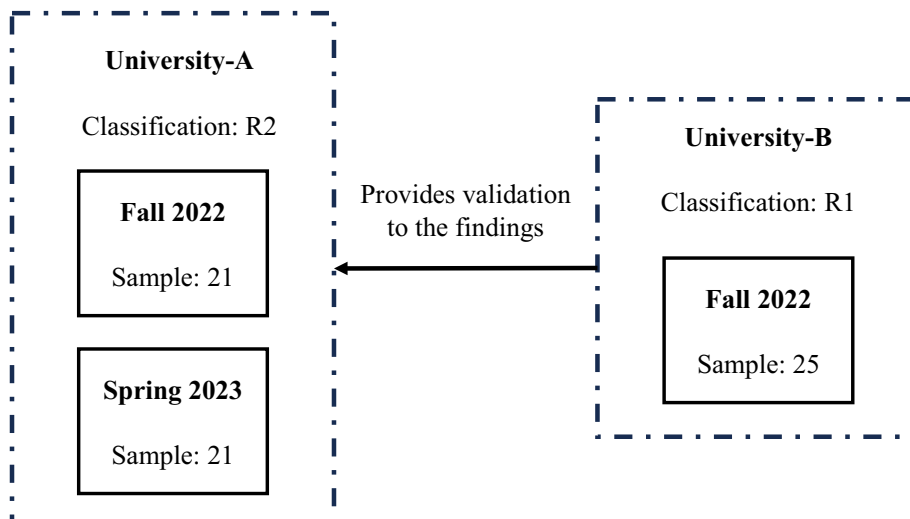 University-A
Classification: R2
Fall 2022
Sample: 21
Spring 2023
Sample: 21
Provides validation
to the findings
University-B
Classification: R1
Fall 2022
Sample: 25